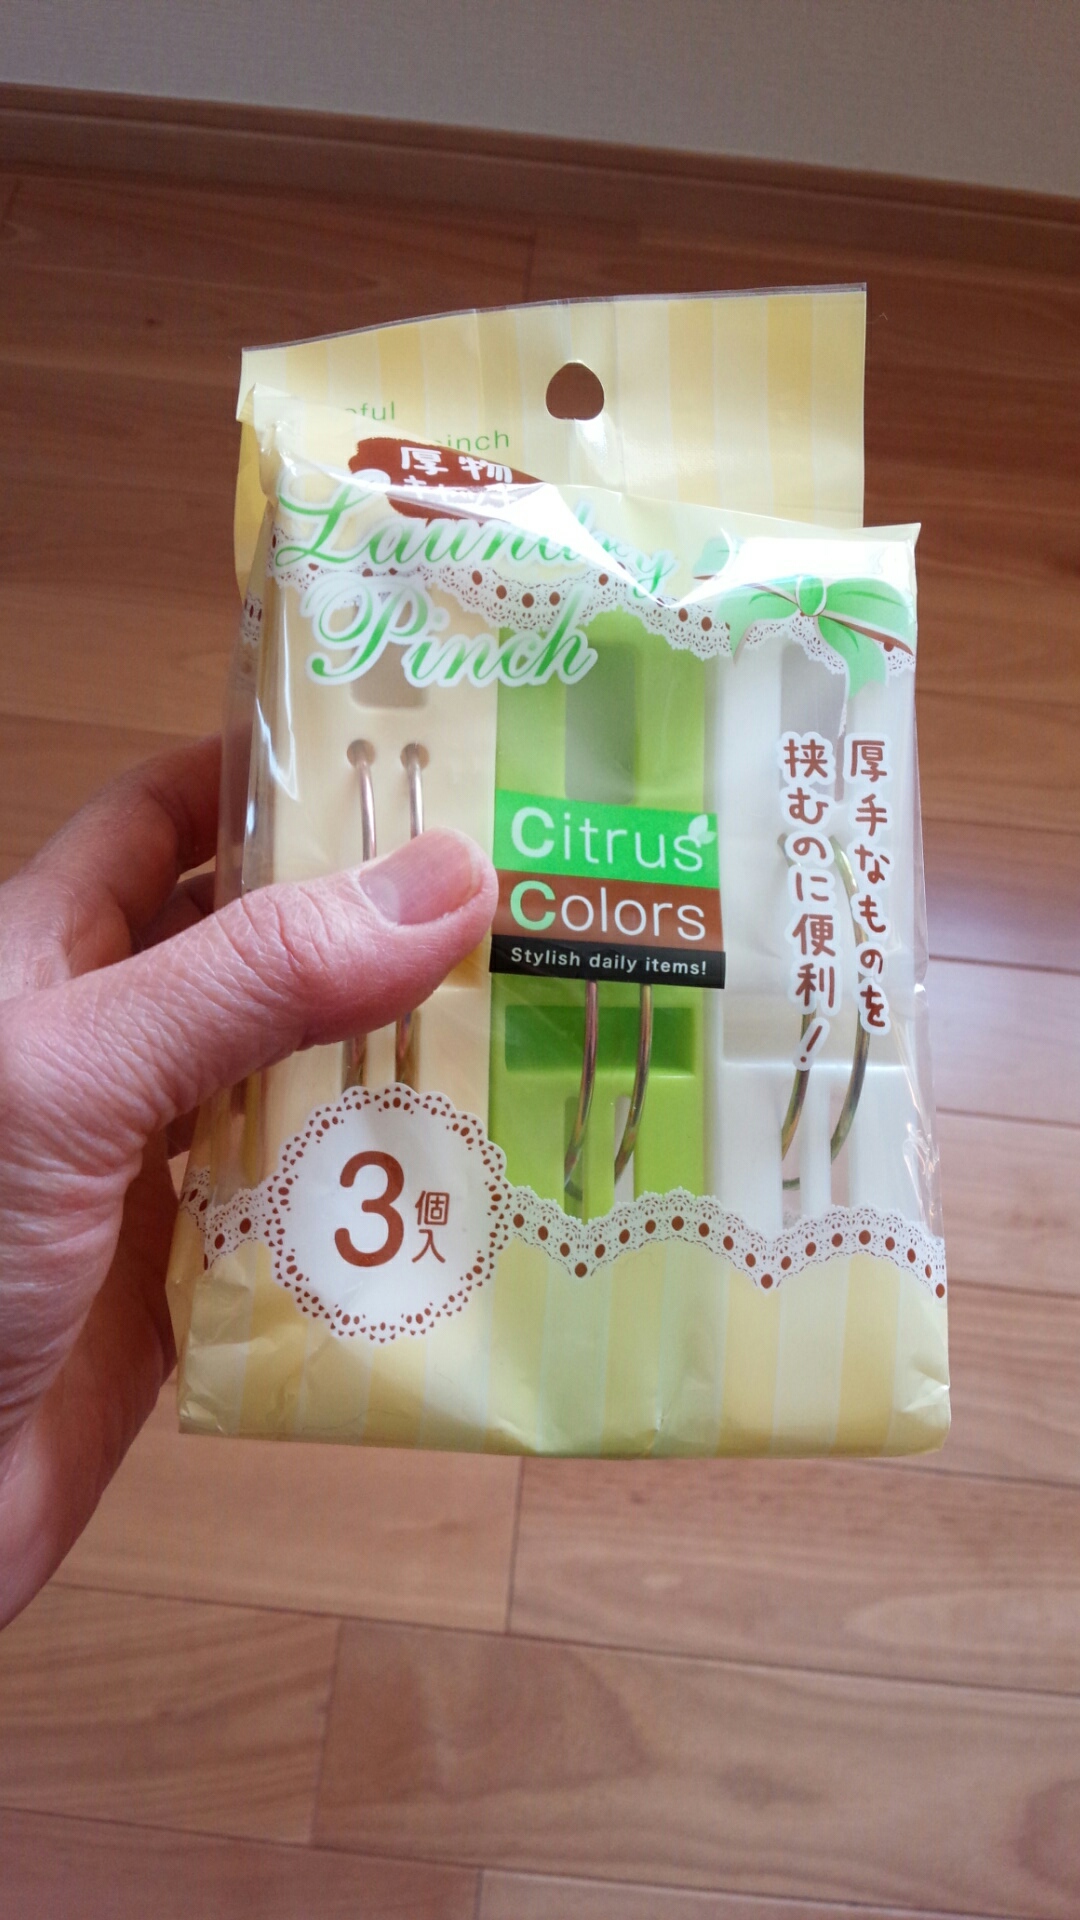 厚物
Laundry
Pinch
Citrus
Colors
Stylish daily items!
厚手なものを
挟むのに便利!
3個入